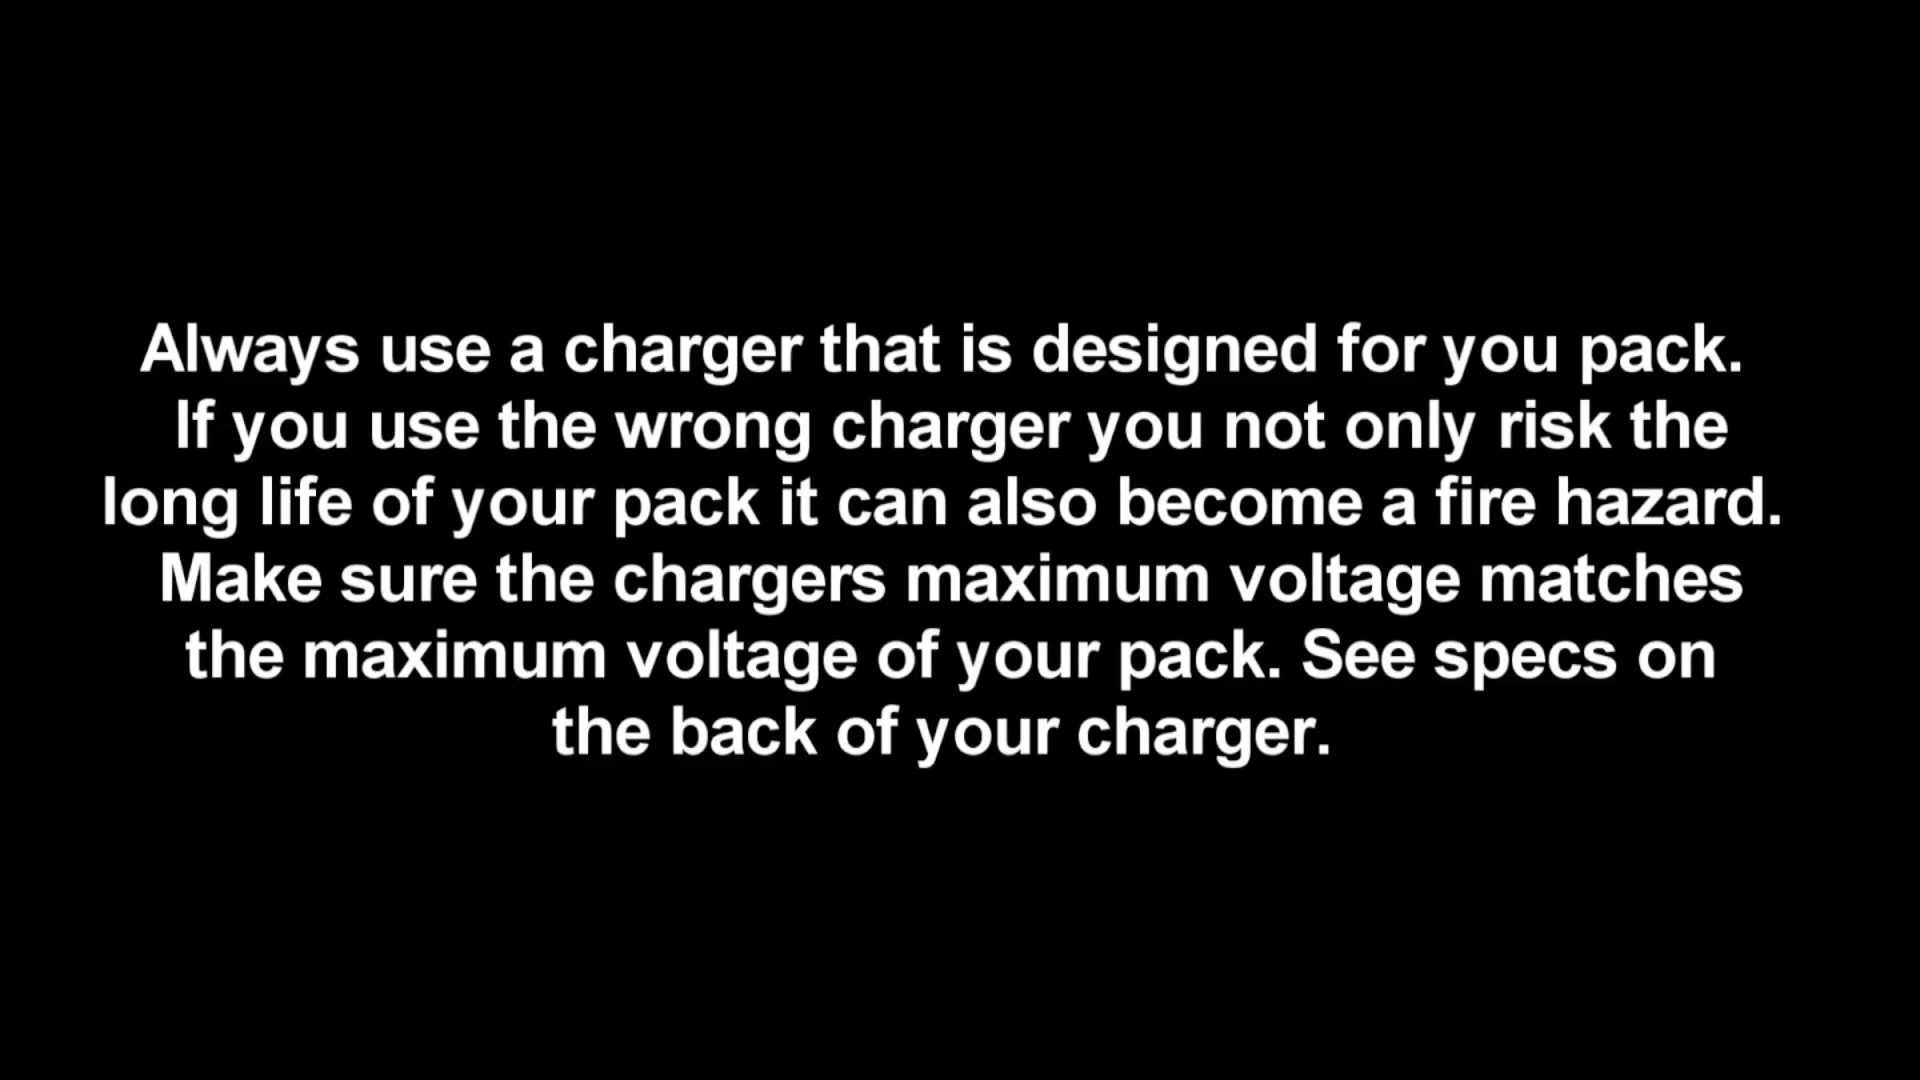 Always use a charger that is designed for you pack.
If you use the wrong charger you not only risk the
long life of your pack it can also become a fire hazard.
Make sure the chargers maximum voltage matches
the maximum voltage of your pack. See specs on
the back of your charger.